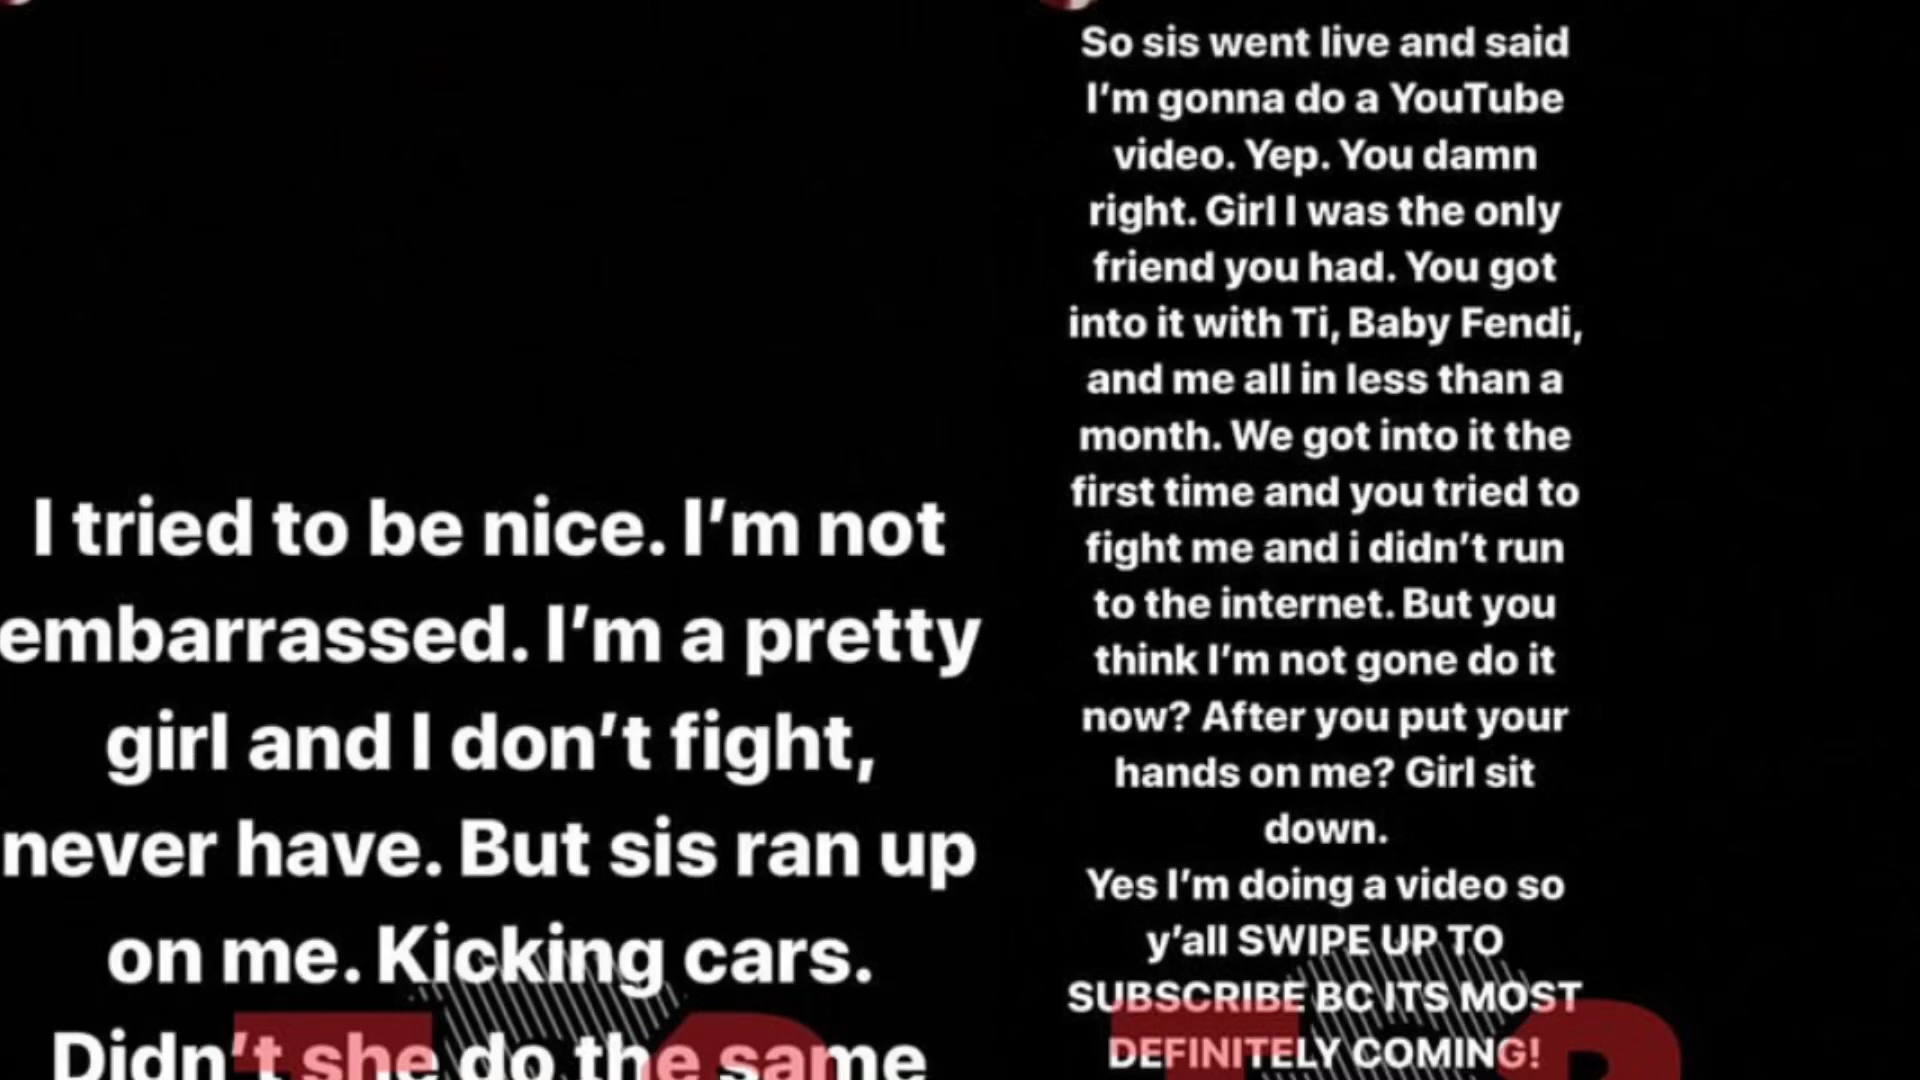 I tried to be nice. I'm not
embarrassed. I'm a pretty
girl and I don't fight,
never have. But sis ran up
on me. Kicking cars.
Didn't she do the same
So sis went live and said
I'm gonna do a YouTube
video. Yep. You damn
right. Girl I was the only
friend you had. You got
into it with Ti, Baby Fendi,
and me all in less than a
month. We got into it the
first time and you tried to
fight me and i didn't run
to the internet. But you
think I'm not gone do it
now? After you put your
hands on me? Girl sit
down.
Yes I'm doing a video so
y'all SWIPE UP TO
SUBSCRIBE BC ITS MOST
DEFINITELY COMING!